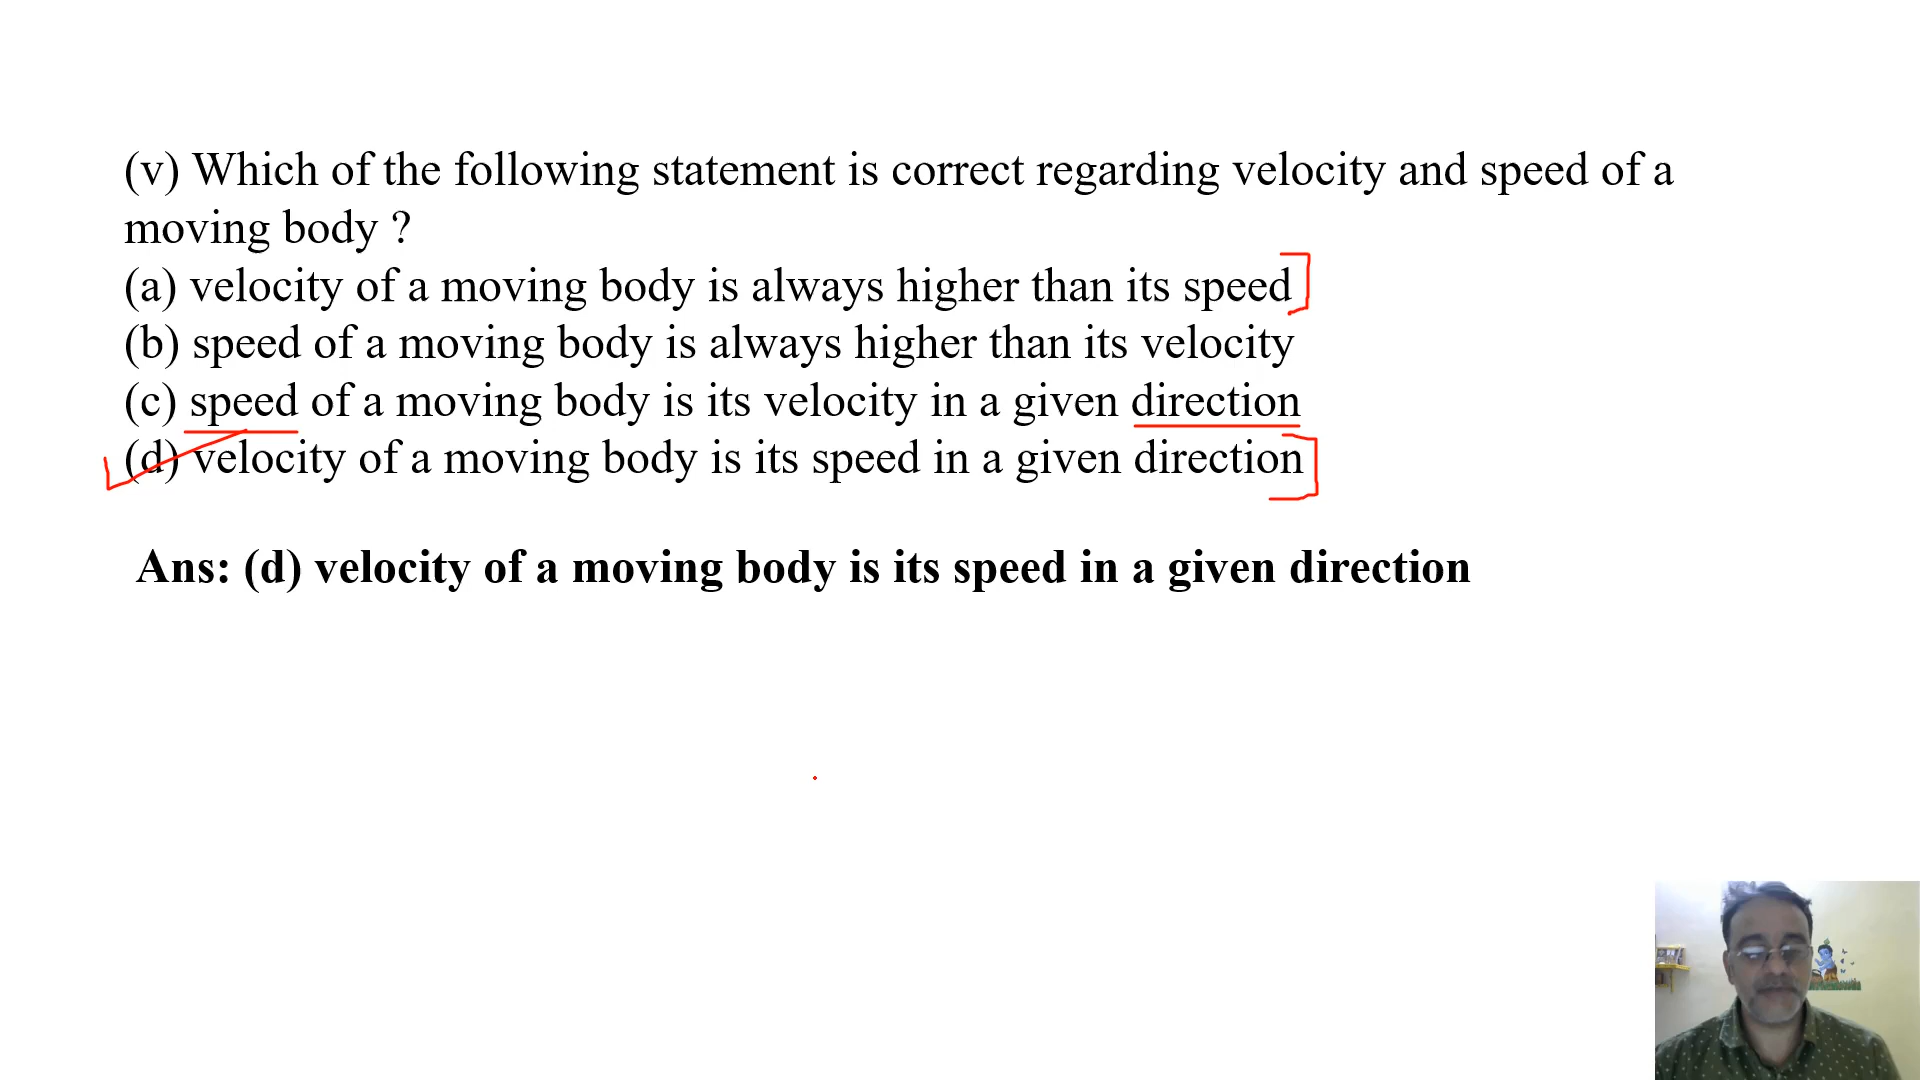 (v) Which of the following statement is correct regarding velocity and speed of a
moving body ?
(a) velocity of a moving body is always higher than its speed
(b) speed of a moving body is always higher than its velocity
(c) speed of a moving body is its velocity in a given direction
(d) velocity of a moving body is its speed in a given direction
Ans: (d) velocity of a moving body is its speed in a given direction